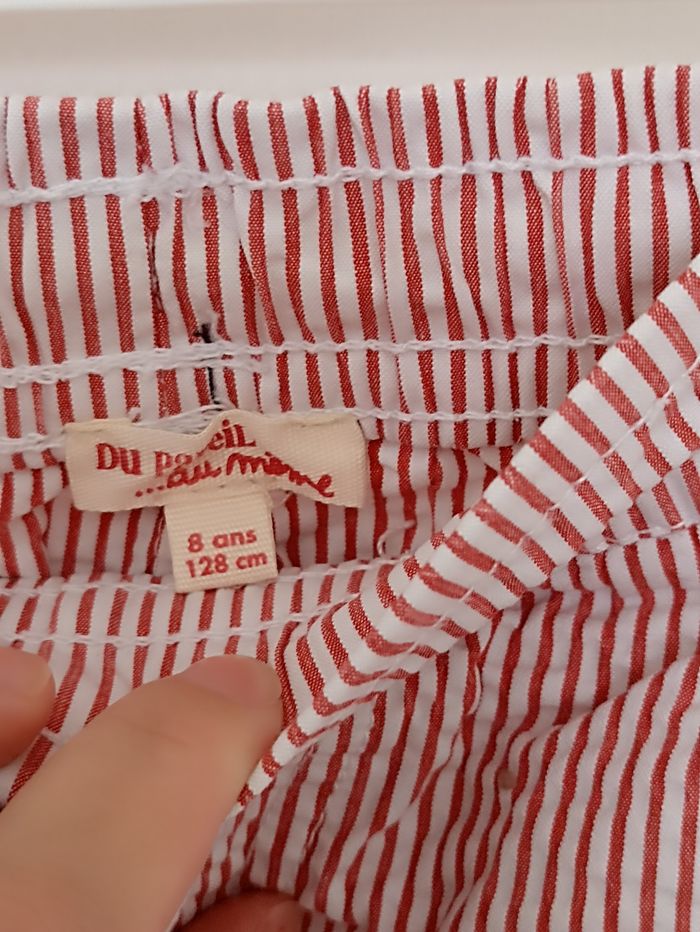 DU PaReiL
...au même
8 ans
128 cm